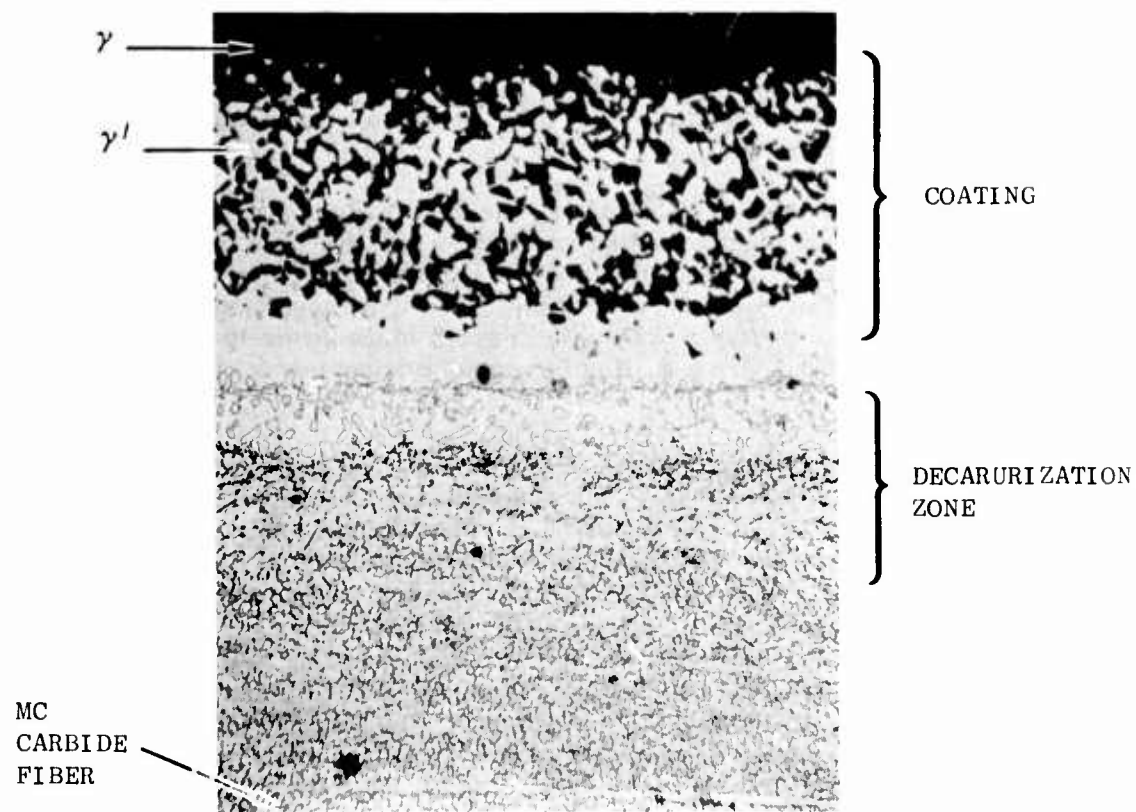 γ
γ'
COATING
DECARURIZATION
ZONE
MC
CARBIDE
FIBER